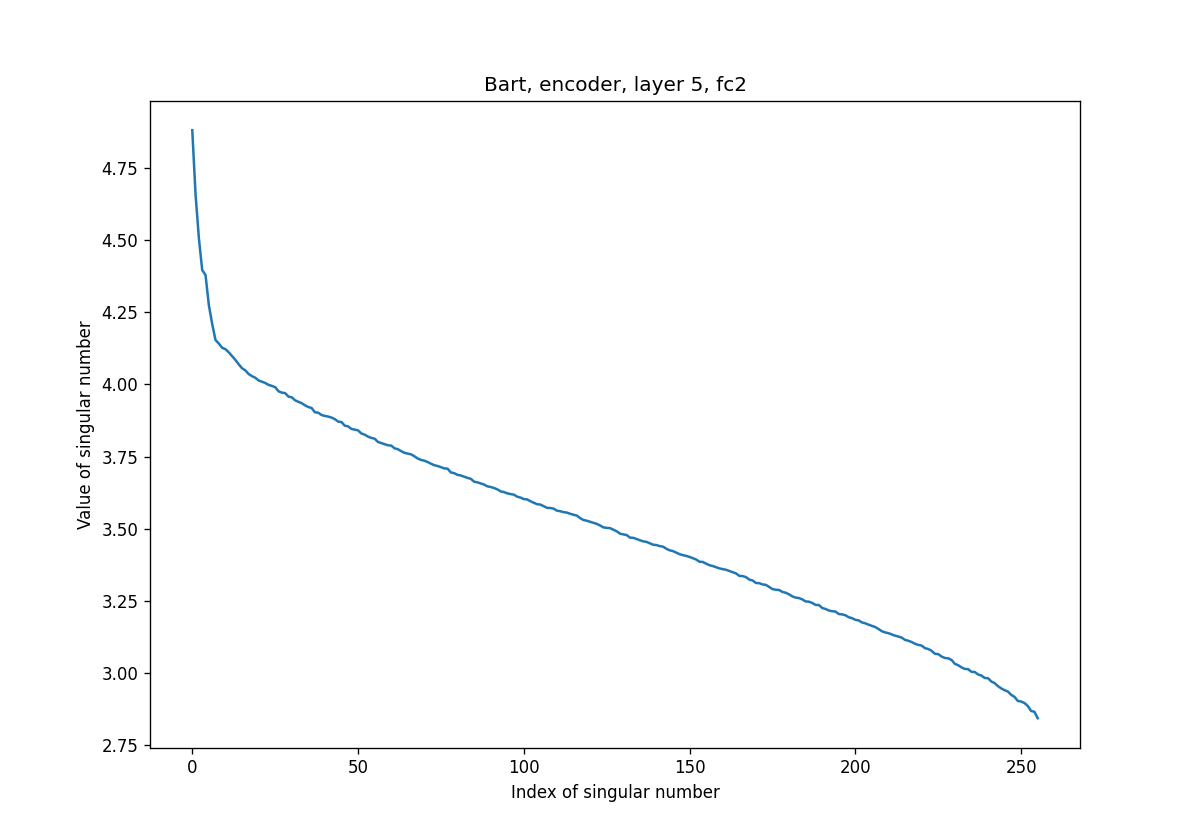 Bart, encoder, layer 5, fc2
4.75
4.50
4.25
4.00
3.75
3.50
3.25
3.00
2.75
Value of singular number
0 50 100 150 200 250
Index of singular number